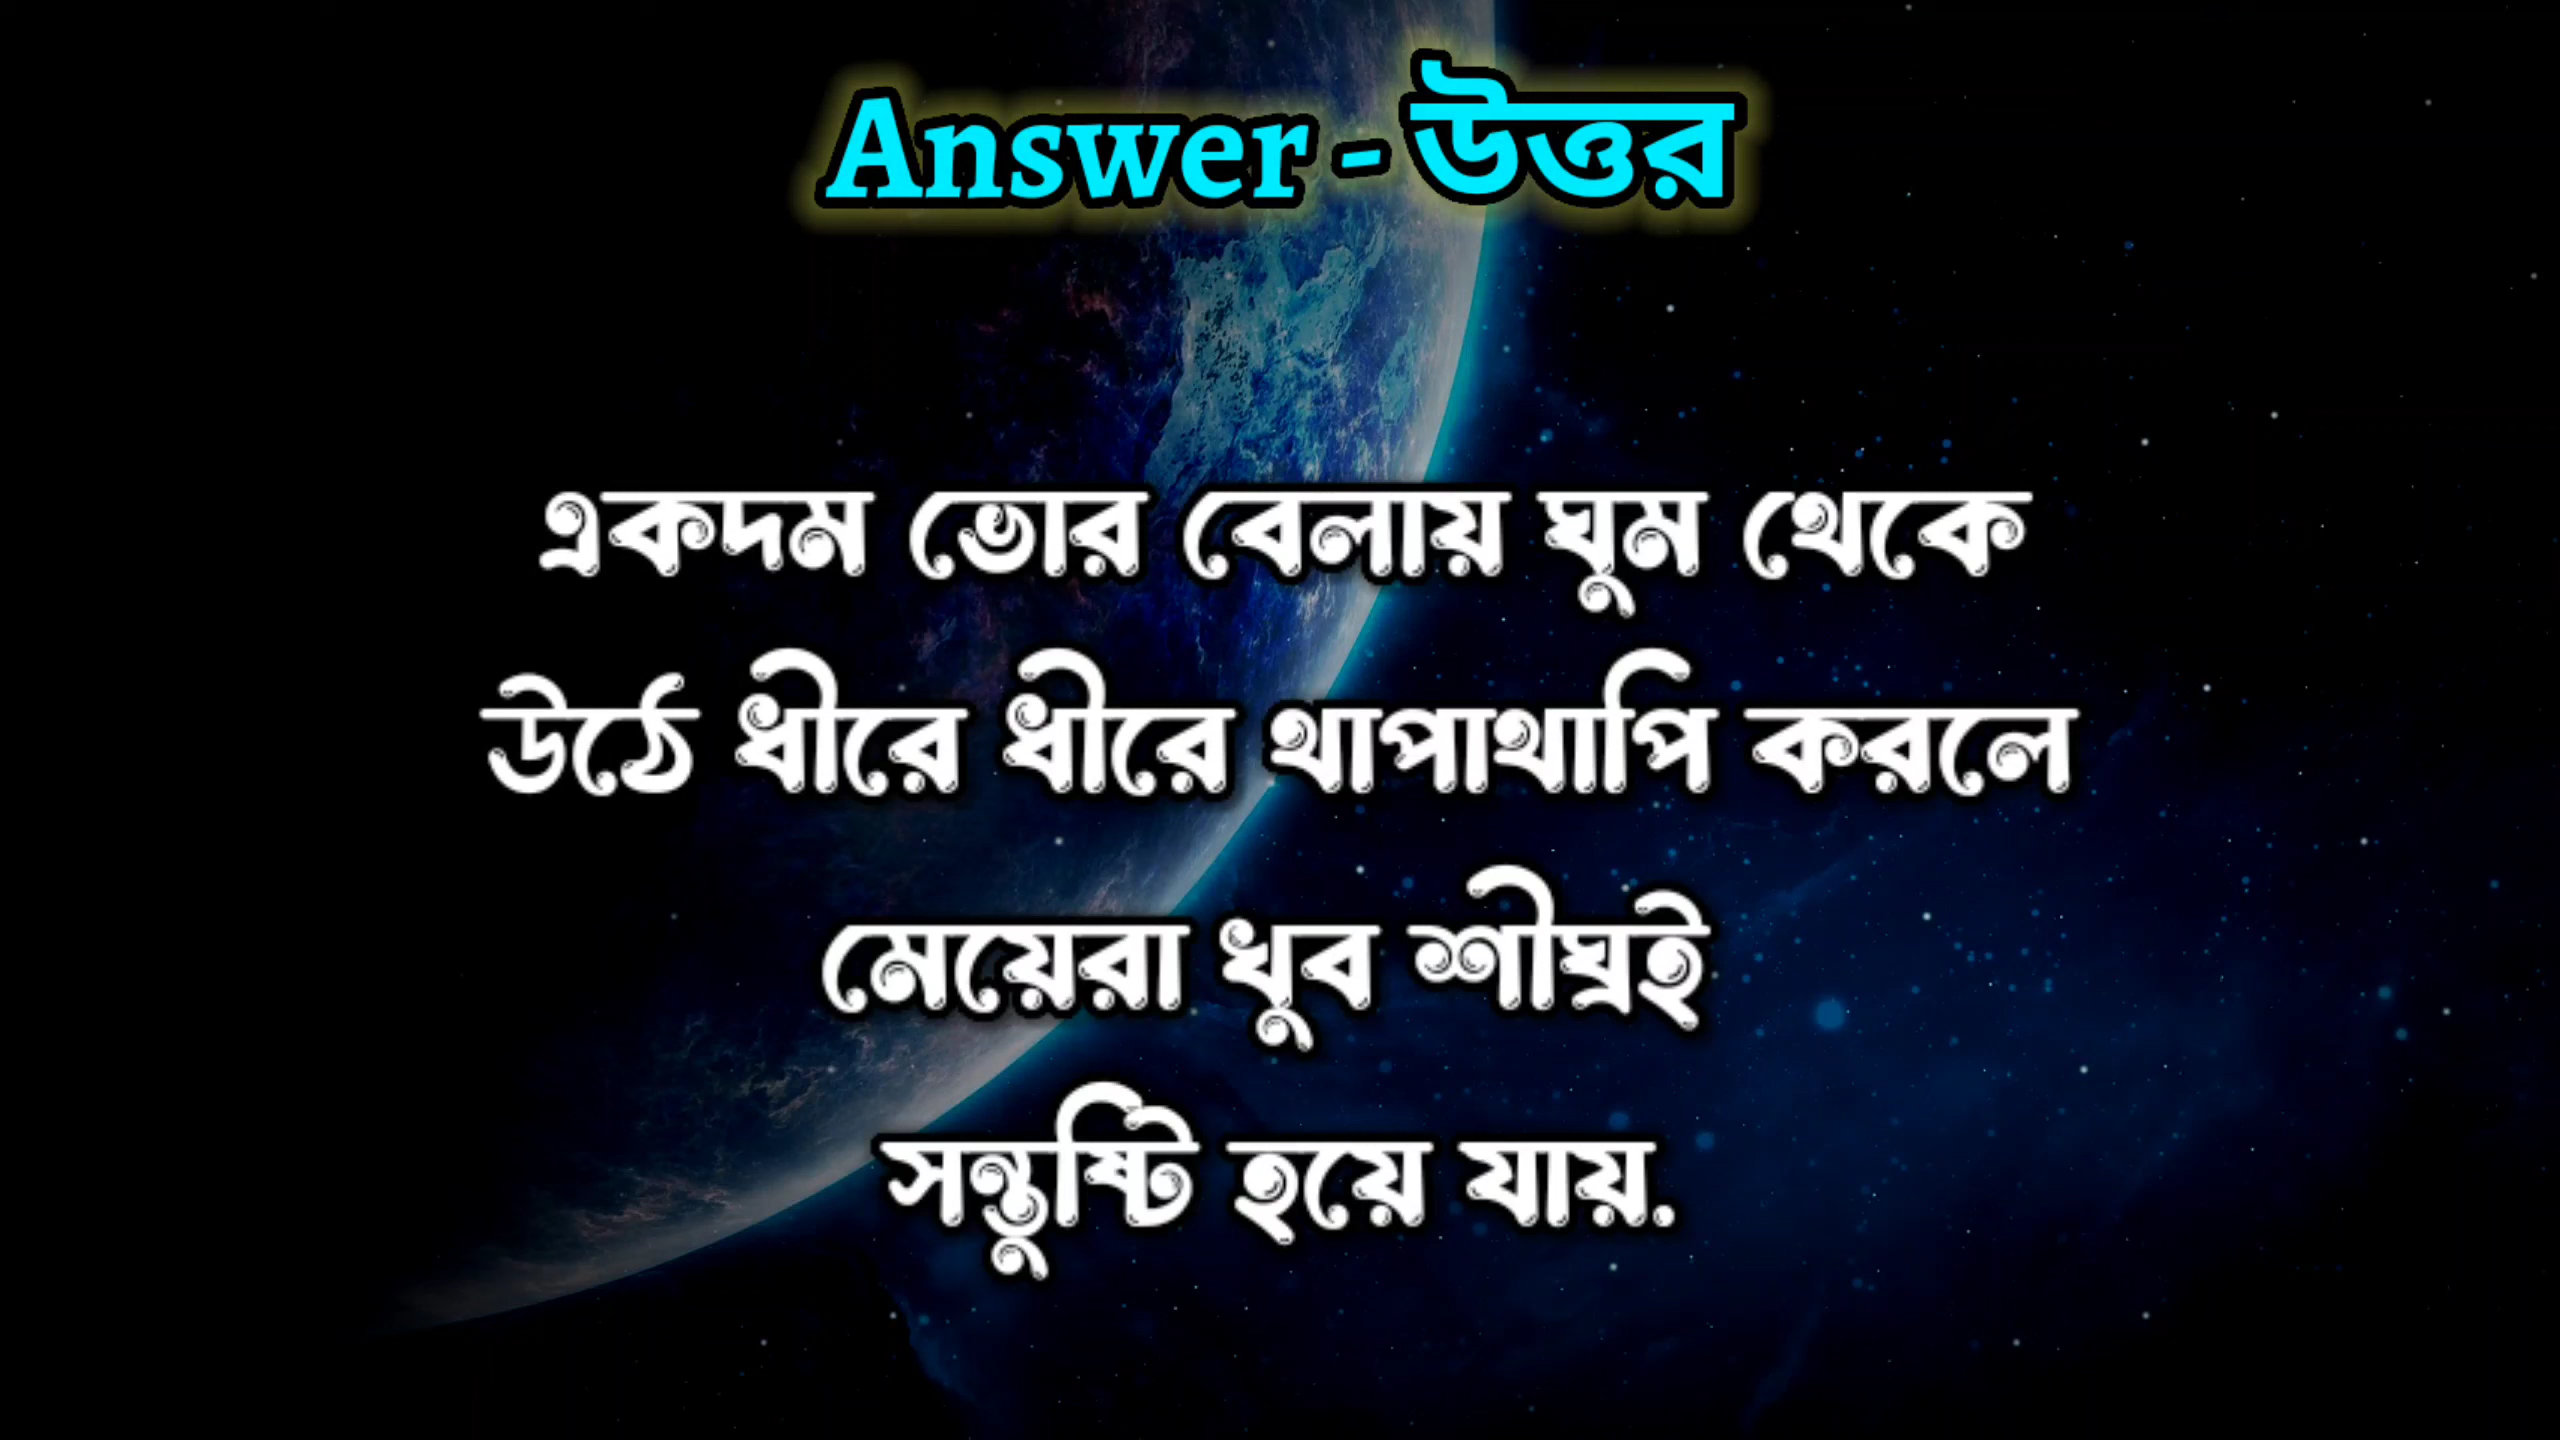 Answer - উত্তর
একদম ভোর বেলায় ঘুম থেকে
উঠে ধীরে ধীরে থাপাথাপি করলে
মেয়েরা খুব শীঘ্রই
সন্তুষ্টি হয়ে যায়.